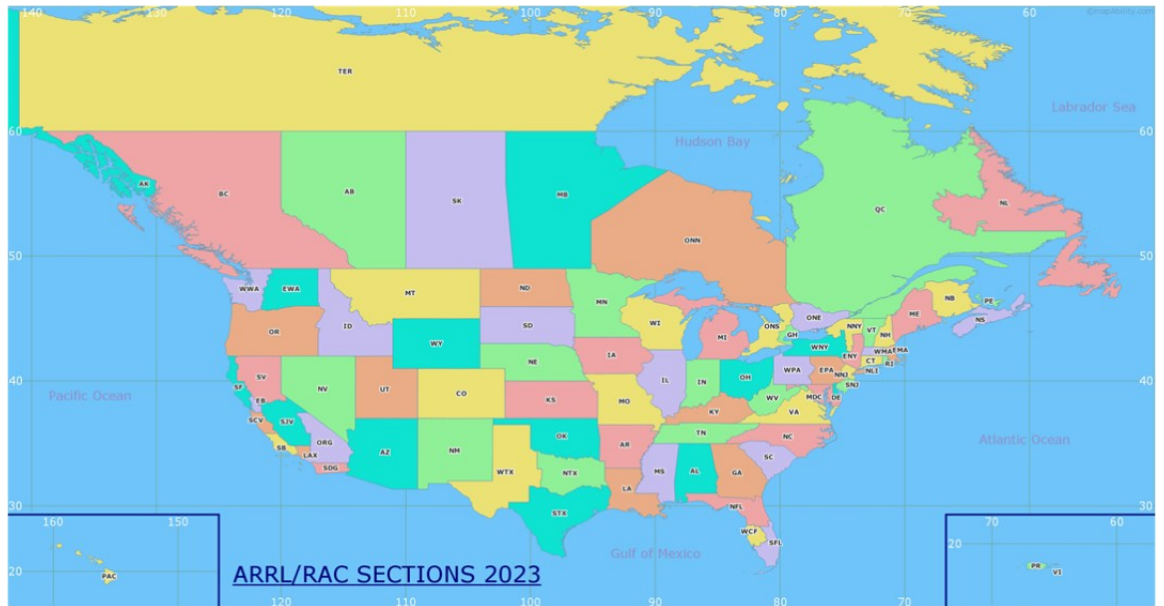 140 130 120 110 100 90 80 70 60
TER
Labrador Sea
60 60
Hudson Bay
AK BC AB SK MB QC NL
ONN
50 50
WWA EWA MT ND MN NB PE
OR ID SD WI MI ONS GH ONE NNY VT NH ME NS
WY WNY ENY WMA EMA
NE IA CT RI
SV NV UT CO IL IN OH WPA EPA NNJ NLI
40 40
SF EB KS MO WV MDC DE SNJ
Pacific Ocean
SCV SJV ORG KY VA
SB LAX AZ NM OK AR TN NC
SDG WTX NTX MS AL GA SC
Atlantic Ocean
LA
STX NFL
30 30
WCF SFL
Gulf of Mexico
160 150
PAC
20
ARRL/RAC SECTIONS 2023
70 60
20
PR VI
120 110 100 90 80 70 60